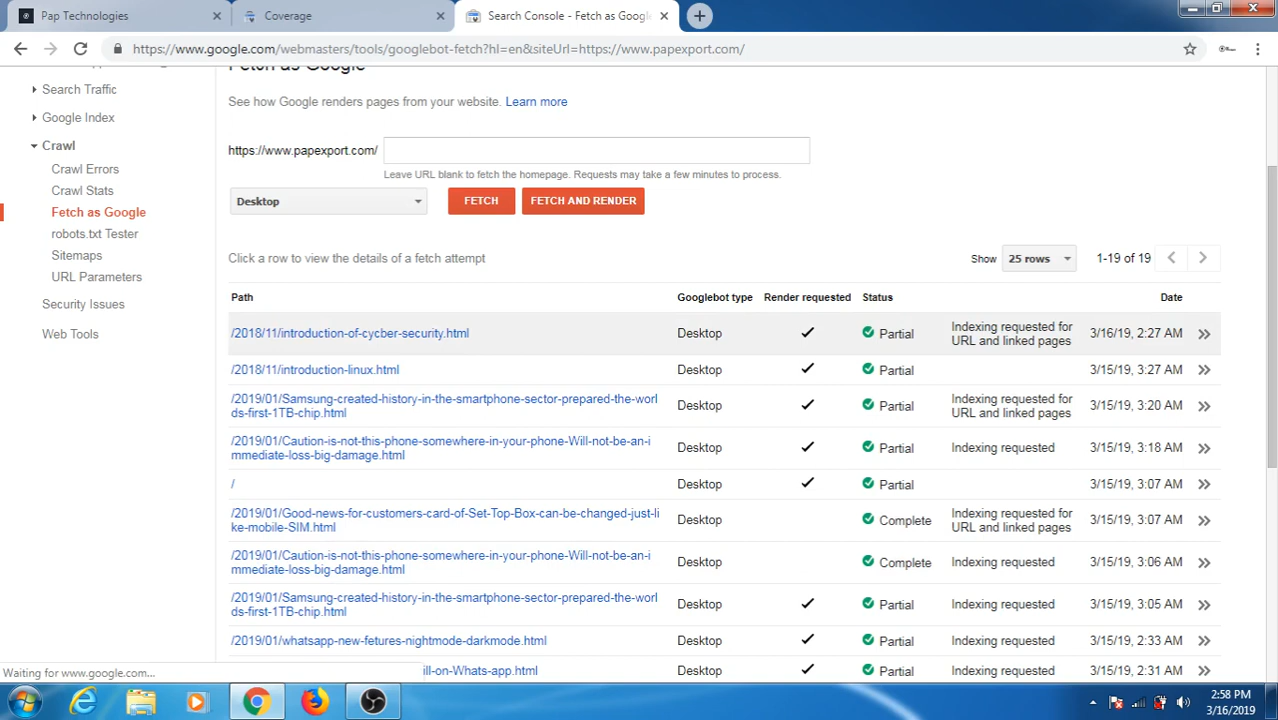 Pap Technologies
Coverage
Search Console - Fetch as Google
https://www.google.com/webmasters/tools/googlebot-fetch?hl=en&siteUrl=https://www.papexport.com/
Fetch as Google
Search Traffic
Google Index
Crawl
Crawl Errors
Crawl Stats
Fetch as Google
robots.txt Tester
Sitemaps
URL Parameters
Security Issues
Web Tools
See how Google renders pages from your website. Learn more
https://www.papexport.com/
Leave URL blank to fetch the homepage. Requests may take a few minutes to process.
Desktop FETCH FETCH AND RENDER
Click a row to view the details of a fetch attempt Show 25 rows 1-19 of 19
Path Googlebot type Render requested Status Date
/2018/11/introduction-of-cycber-security.html Desktop Partial Indexing requested for
URL and linked pages 3/16/19, 2:27 AM
/2018/11/introduction-linux.html Desktop Partial 3/15/19, 3:27 AM
/2019/01/Samsung-created-history-in-the-smartphone-sector-prepared-the-worl
ds-first-1TB-chip.html Desktop Partial Indexing requested for
URL and linked pages 3/15/19, 3:20 AM
/2019/01/Caution-is-not-this-phone-somewhere-in-your-phone-Will-not-be-an-i
mmediate-loss-big-damage.html Desktop Partial Indexing requested 3/15/19, 3:18 AM
/ Desktop Partial 3/15/19, 3:07 AM
/2019/01/Good-news-for-customers-card-of-Set-Top-Box-can-be-changed-just-li
ke-mobile-SIM.html Desktop Complete Indexing requested for
URL and linked pages 3/15/19, 3:07 AM
/2019/01/Caution-is-not-this-phone-somewhere-in-your-phone-Will-not-be-an-i
mmediate-loss-big-damage.html Desktop Complete Indexing requested 3/15/19, 3:06 AM
/2019/01/Samsung-created-history-in-the-smartphone-sector-prepared-the-worl
ds-first-1TB-chip.html Desktop Partial Indexing requested 3/15/19, 3:05 AM
/2019/01/whatsapp-new-fetures-nightmode-darkmode.html Desktop Partial Indexing requested 3/15/19, 2:33 AM
ill-on-Whats-app.html Desktop Partial Indexing requested 3/15/19, 2:31 AM
Waiting for www.google.com...
2:58 PM
3/16/2019